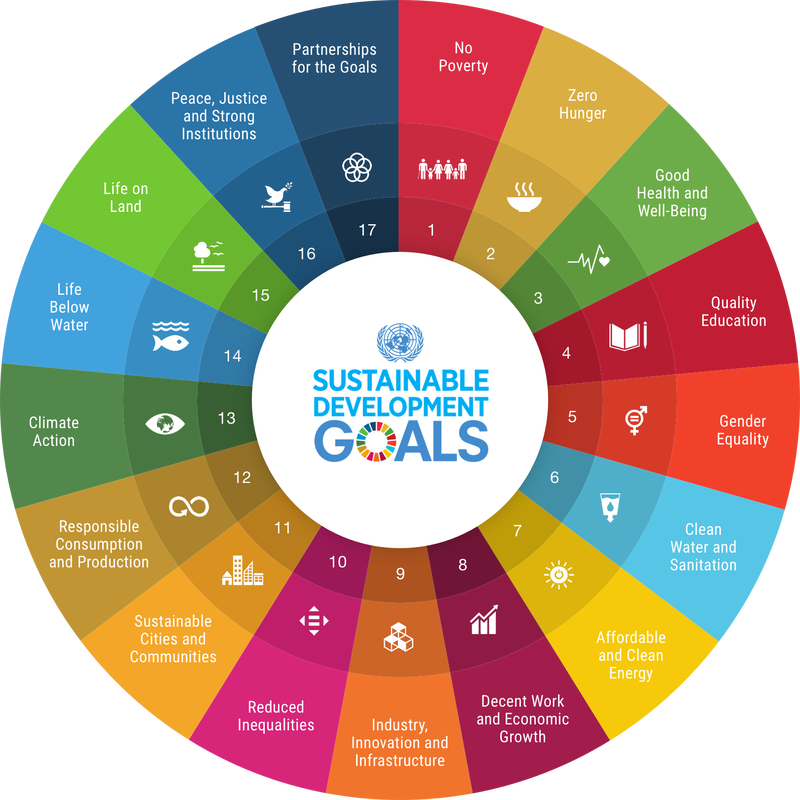 No
Poverty
1
Zero
Hunger
2
Good
Health and
Well-Being
3
Quality
Education
4
Gender
Equality
5
Clean
Water and
Sanitation
6
Affordable
and Clean
Energy
7
Decent Work
and Economic
Growth
8
Industry,
Innovation and
Infrastructure
9
Reduced
Inequalities
10
Sustainable
Cities and
Communities
11
Responsible
Consumption
and Production
12
Climate
Action
13
Life
Below
Water
14
Life on
Land
15
Peace, Justice
and Strong
Institutions
16
Partnerships
for the Goals
17
SUSTAINABLE
DEVELOPMENT
GOALS